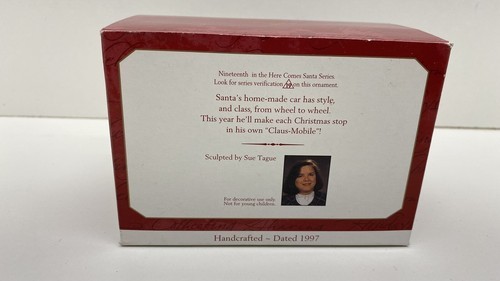 Nineteenth in the Here Comes Santa Series
Look for series verification 19 on this ornament.
Santa's home-made car has style,
and class, from wheel to wheel.
This year he'll make each Christmas stop
in his own "Claus-Mobile"!
Sculpted by Sue Tague
For decorative use only.
Not for young children.
Handcrafted – Dated 1997